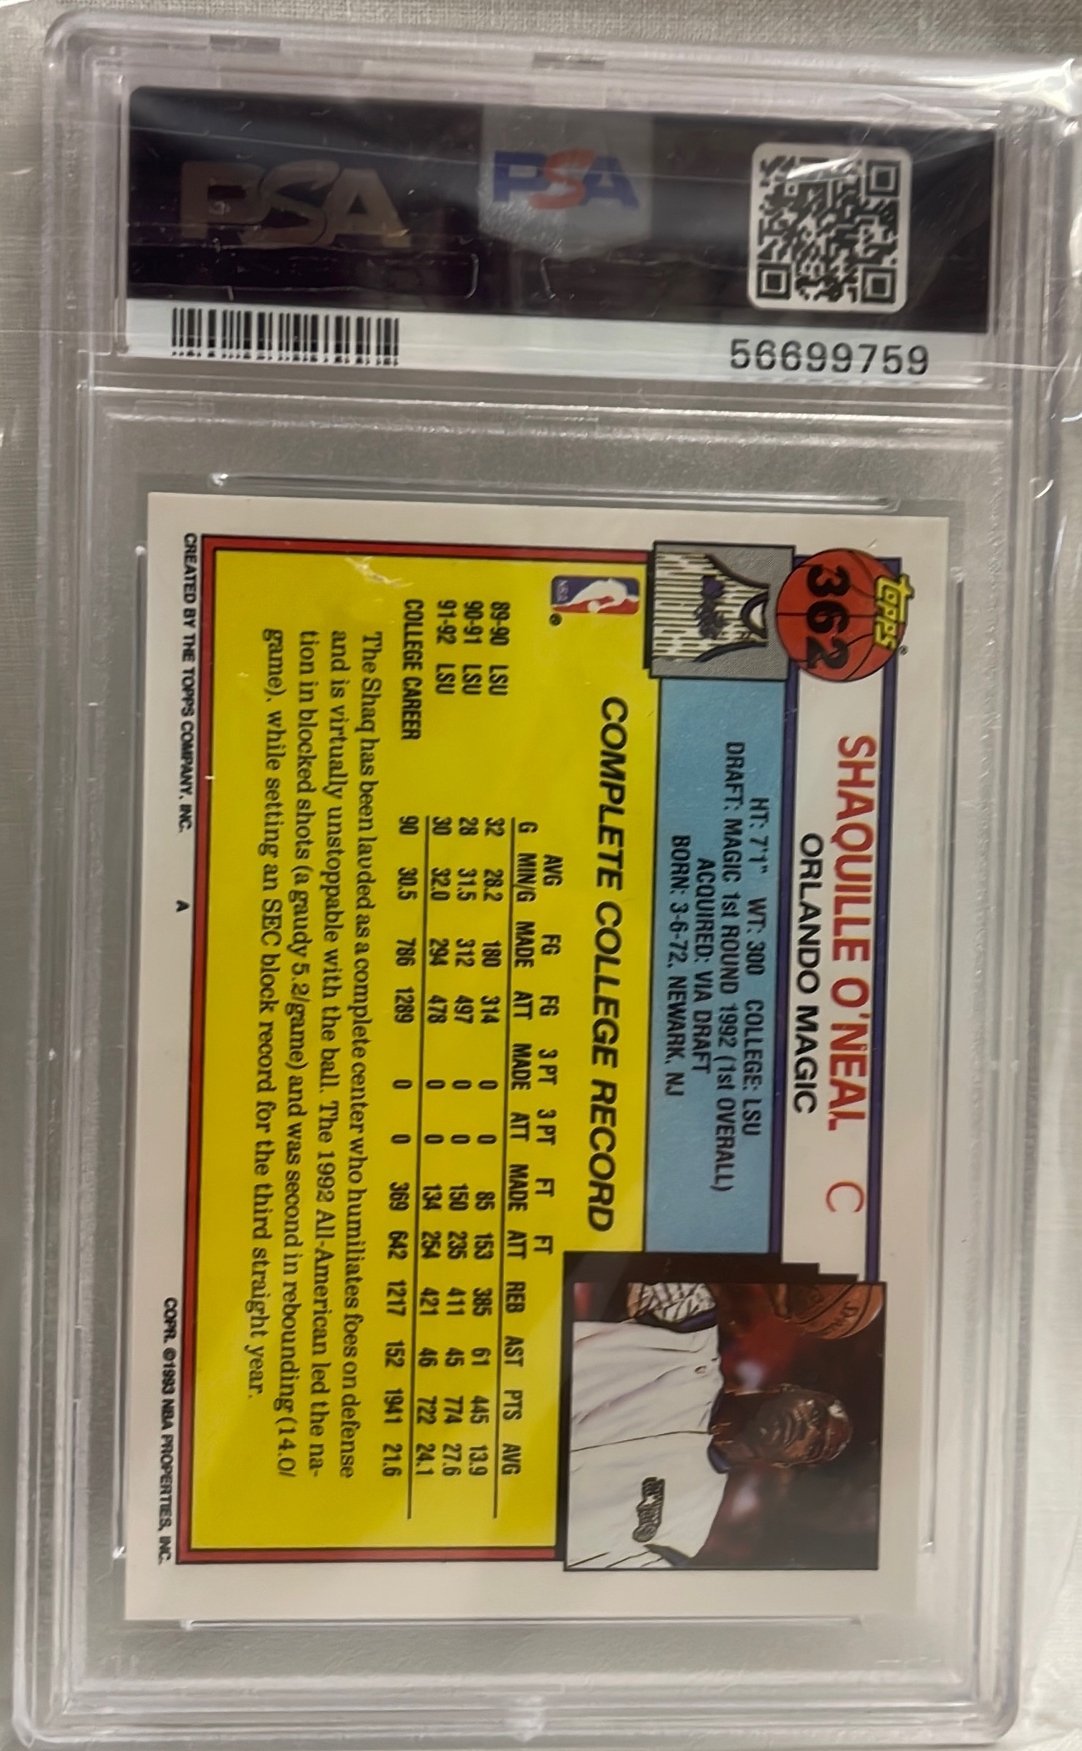 PSA
PSA
56699759
topps®
362
SHAQUILLE O'NEAL C
ORLANDO MAGIC
HT: 7'1" WT: 300 COLLEGE: LSU
DRAFT: MAGIC 1st ROUND 1992 (1st OVERALL)
ACQUIRED: VIA DRAFT
BORN: 3-6-72, NEWARK, NJ
COMPLETE COLLEGE RECORD
NBA ®
AVG FG FG 3 PT 3 PT FT FT
G MIN/G MADE ATT MADE ATT MADE ATT REB AST PTS AVG
89-90 LSU 32 28.2 180 314 0 0 85 153 385 61 445 13.9
90-91 LSU 28 31.5 312 497 0 0 150 235 411 45 774 27.6
91-92 LSU 30 32.0 294 478 0 0 134 254 421 46 722 24.1
COLLEGE CAREER 90 30.5 786 1289 0 0 369 642 1217 152 1941 21.6
The Shaq has been lauded as a complete center who humiliates foes on defense
and is virtually unstoppable with the ball. The 1992 All-American led the na-
tion in blocked shots (a gaudy 5.2/game) and was second in rebounding (14.0/
game), while setting an SEC block record for the third straight year.
CREATED BY THE TOPPS COMPANY, INC. A COPR. ©1993 NBA PROPERTIES, INC.